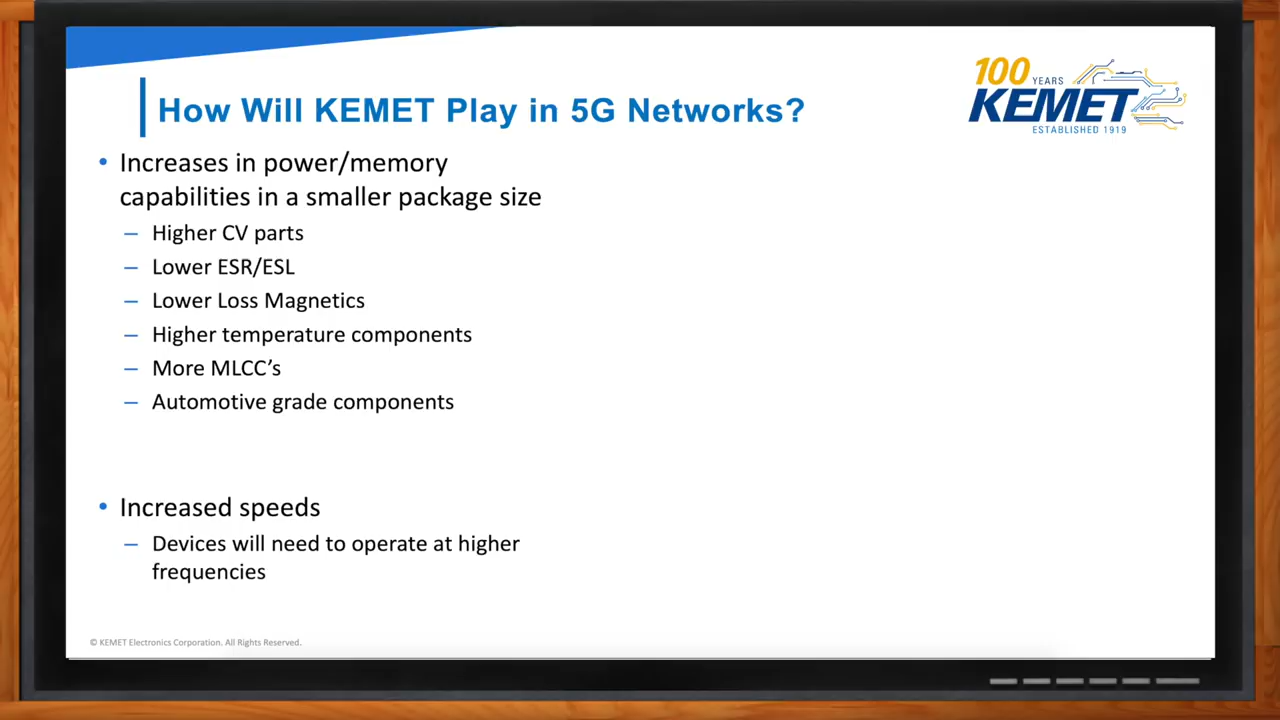 How Will KEMET Play in 5G Networks?
100 YEARS
KEMET
ESTABLISHED 1919
• Increases in power/memory
capabilities in a smaller package size
– Higher CV parts
– Lower ESR/ESL
– Lower Loss Magnetics
– Higher temperature components
– More MLCC’s
– Automotive grade components
• Increased speeds
– Devices will need to operate at higher
frequencies
© KEMET Electronics Corporation. All Rights Reserved.